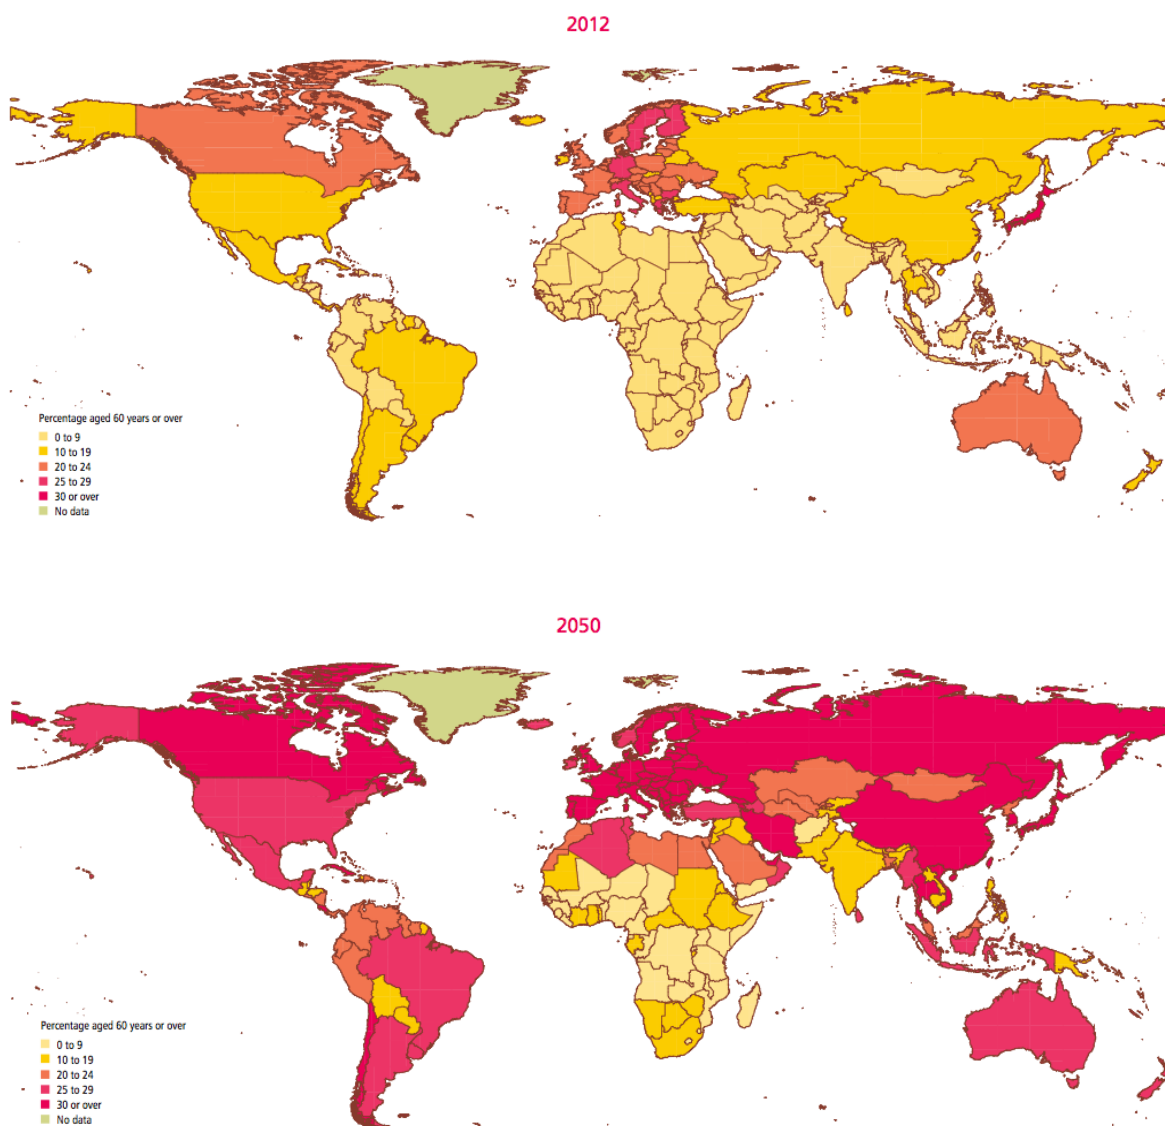 2012
Percentage aged 60 years or over
0 to 9
10 to 19
20 to 24
25 to 29
30 or over
No data
2050
Percentage aged 60 years or over
0 to 9
10 to 19
20 to 24
25 to 29
30 or over
No data